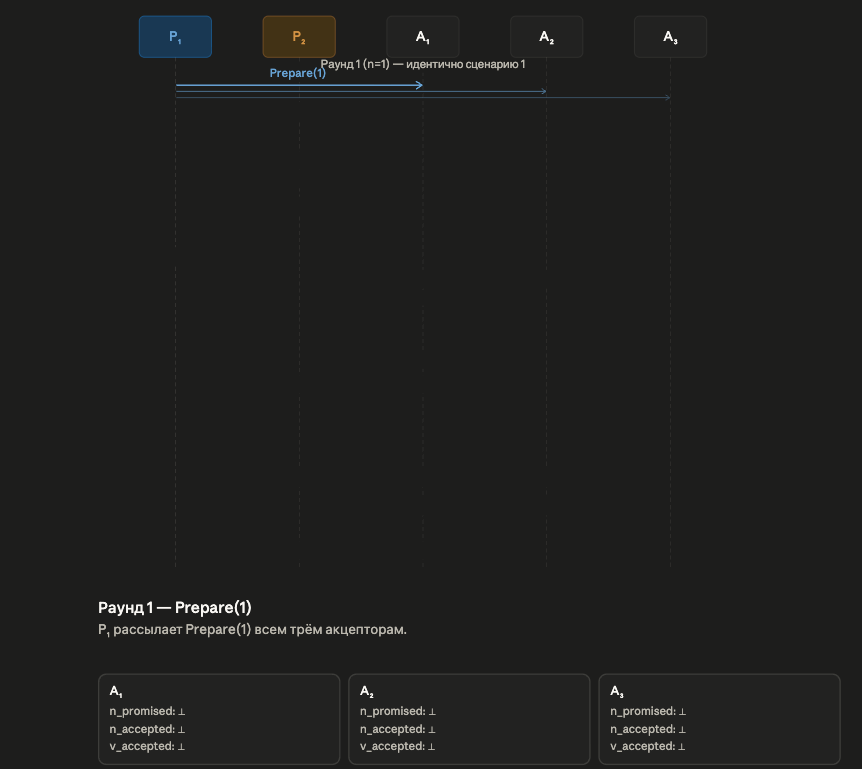 P₁ P₂ A₁ A₂ A₃
Раунд 1 (n=1) — идентично сценарию 1
Prepare(1)
Раунд 1 — Prepare(1)
P₁ рассылает Prepare(1) всем трём акцепторам.
A₁
n_promised: ⊥
n_accepted: ⊥
v_accepted: ⊥
A₂
n_promised: ⊥
n_accepted: ⊥
v_accepted: ⊥
A₃
n_promised: ⊥
n_accepted: ⊥
v_accepted: ⊥